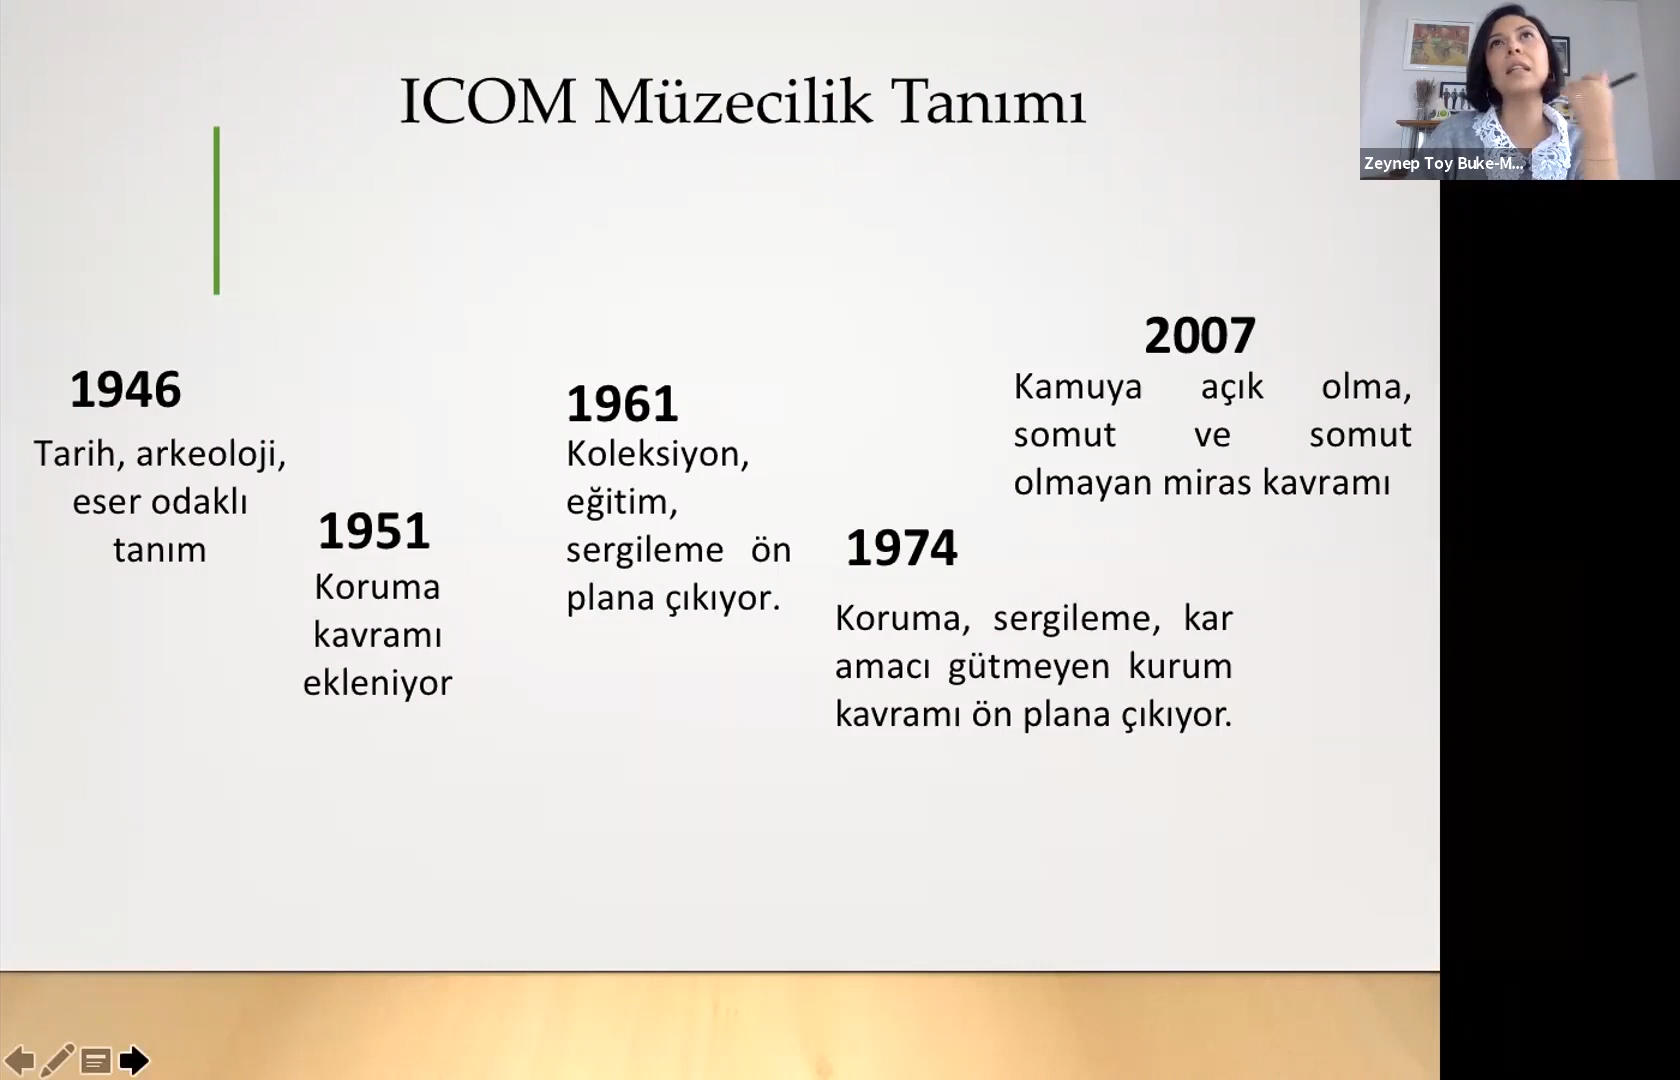 ICOM Müzecilik Tanımı
Zeynep Toy Buke-M...
1946
Tarih, arkeoloji,
eser odaklı
tanım
1951
Koruma
kavramı
ekleniyor
1961
Koleksiyon,
eğitim,
sergileme ön
plana çıkıyor.
1974
Koruma, sergileme, kar
amacı gütmeyen kurum
kavramı ön plana çıkıyor.
2007
Kamuya açık olma,
somut ve somut
olmayan miras kavramı